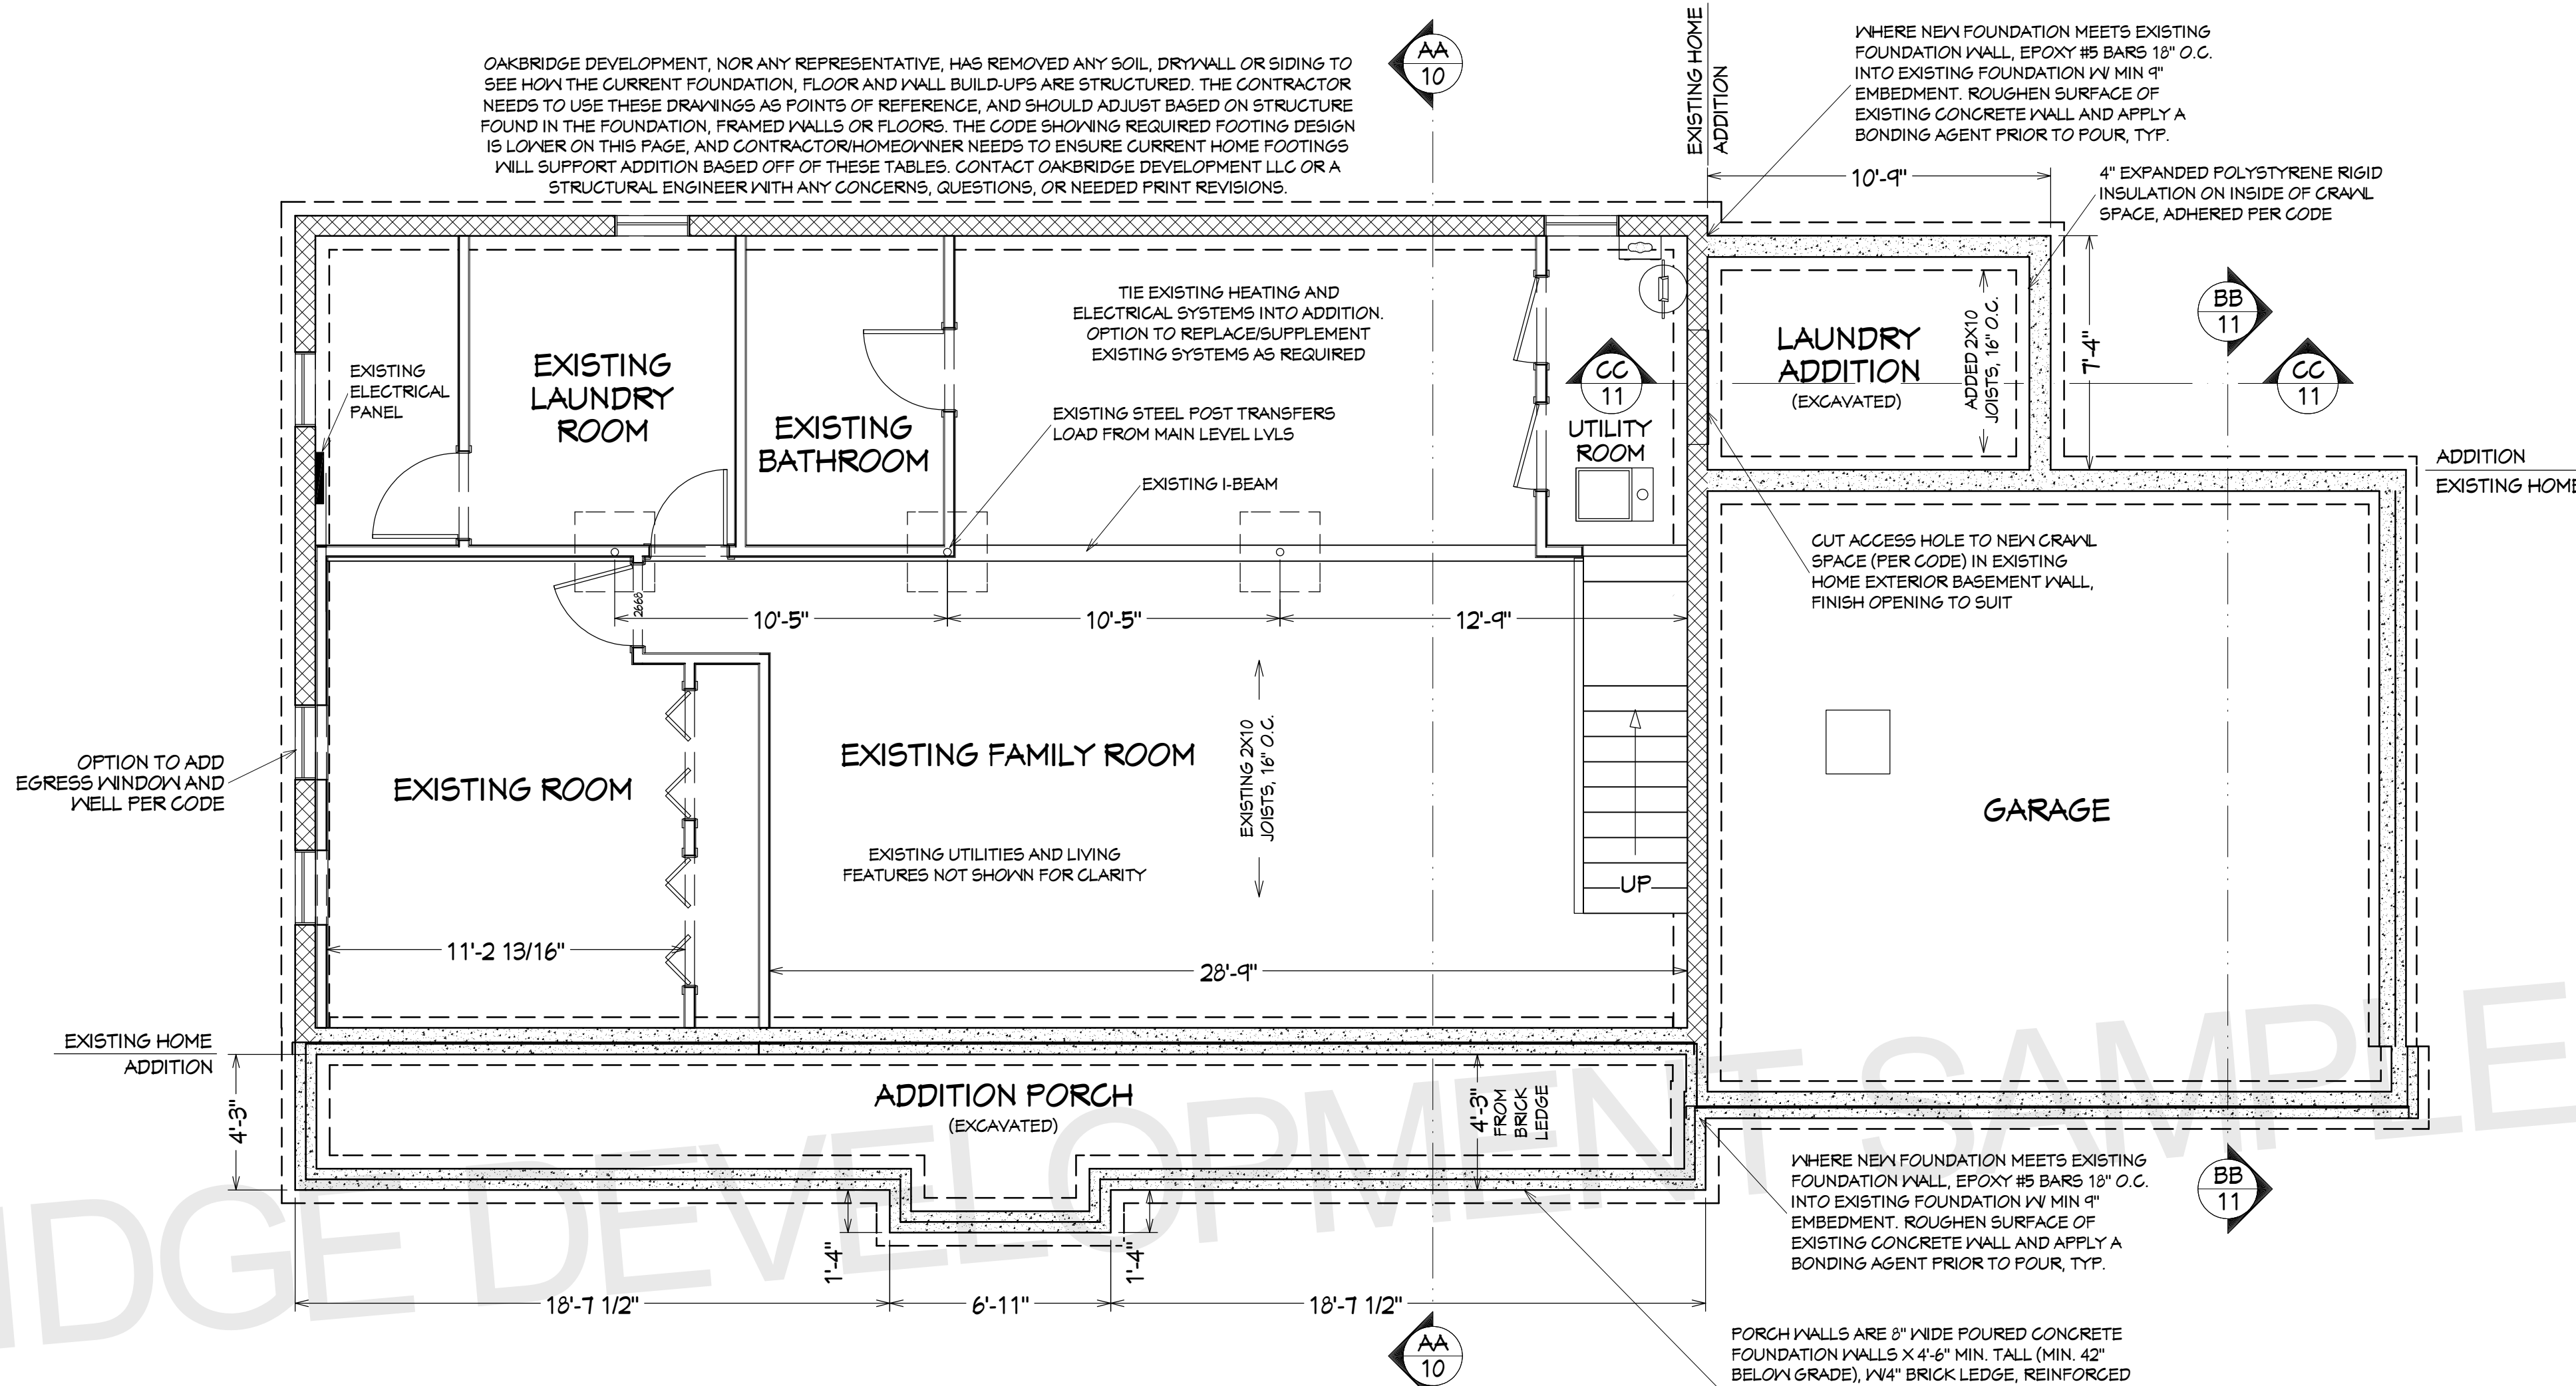 OAKBRIDGE DEVELOPMENT, NOR ANY REPRESENTATIVE, HAS REMOVED ANY SOIL, DRYWALL OR SIDING TO
SEE HOW THE CURRENT FOUNDATION, FLOOR AND WALL BUILD-UPS ARE STRUCTURED. THE CONTRACTOR
NEEDS TO USE THESE DRAWINGS AS POINTS OF REFERENCE, AND SHOULD ADJUST BASED ON STRUCTURE
FOUND IN THE FOUNDATION, FRAMED WALLS OR FLOORS. THE CODE SHOWING REQUIRED FOOTING DESIGN
IS LOWER ON THIS PAGE, AND CONTRACTOR/HOMEOWNER NEEDS TO ENSURE CURRENT HOME FOOTINGS
WILL SUPPORT ADDITION BASED OFF OF THESE TABLES. CONTACT OAKBRIDGE DEVELOPMENT LLC OR A
STRUCTURAL ENGINEER WITH ANY CONCERNS, QUESTIONS, OR NEEDED PRINT REVISIONS.
AA
10
EXISTING HOME
ADDITION
WHERE NEW FOUNDATION MEETS EXISTING
FOUNDATION WALL, EPOXY #5 BARS 18" O.C.
INTO EXISTING FOUNDATION W/ MIN 9"
EMBEDMENT. ROUGHEN SURFACE OF
EXISTING CONCRETE WALL AND APPLY A
BONDING AGENT PRIOR TO POUR, TYP.
10'-9"
4" EXPANDED POLYSTYRENE RIGID
INSULATION ON INSIDE OF CRAWL
SPACE, ADHERED PER CODE
EXISTING
ELECTRICAL
PANEL
EXISTING
LAUNDRY
ROOM
EXISTING
BATHROOM
TIE EXISTING HEATING AND
ELECTRICAL SYSTEMS INTO ADDITION.
OPTION TO REPLACE/SUPPLEMENT
EXISTING SYSTEMS AS REQUIRED
EXISTING STEEL POST TRANSFERS
LOAD FROM MAIN LEVEL LVLS
EXISTING I-BEAM
CC
11
UTILITY
ROOM
LAUNDRY
ADDITION
(EXCAVATED)
ADDED 2X10
JOISTS, 16" O.C.
7'-4"
BB
11
CC
11
ADDITION
EXISTING HOME
CUT ACCESS HOLE TO NEW CRAWL
SPACE (PER CODE) IN EXISTING
HOME EXTERIOR BASEMENT WALL,
FINISH OPENING TO SUIT
2668
10'-5"
10'-5"
12'-9"
OPTION TO ADD
EGRESS WINDOW AND
WELL PER CODE
EXISTING ROOM
EXISTING FAMILY ROOM
EXISTING 2X10
JOISTS, 16" O.C.
EXISTING UTILITIES AND LIVING
FEATURES NOT SHOWN FOR CLARITY
UP
GARAGE
11'-2 13/16"
28'-9"
EXISTING HOME
ADDITION
4'-3"
ADDITION PORCH
(EXCAVATED)
4'-3"
FROM
BRICK
LEDGE
1'-4"
1'-4"
18'-7 1/2"
6'-11"
18'-7 1/2"
WHERE NEW FOUNDATION MEETS EXISTING
FOUNDATION WALL, EPOXY #5 BARS 18" O.C.
INTO EXISTING FOUNDATION W/ MIN 9"
EMBEDMENT. ROUGHEN SURFACE OF
EXISTING CONCRETE WALL AND APPLY A
BONDING AGENT PRIOR TO POUR, TYP.
BB
11
AA
10
PORCH WALLS ARE 8" WIDE POURED CONCRETE
FOUNDATION WALLS X 4'-6" MIN. TALL (MIN. 42"
BELOW GRADE), W/4" BRICK LEDGE, REINFORCED
IDGE DEVELOPMENT SAMPLE